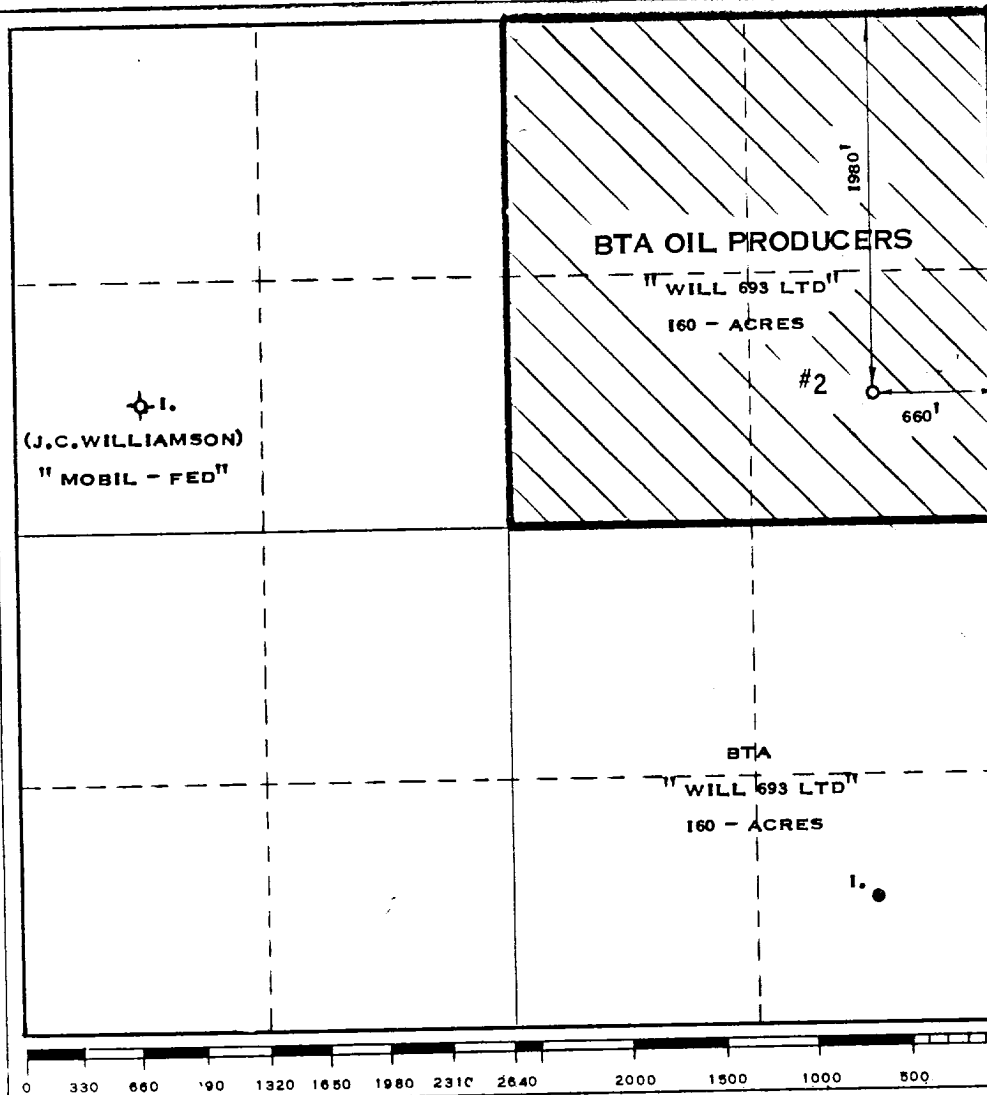 1980'
BTA OIL PRODUCERS
"WILL 693 LTD"
160 - ACRES
#2
660'
1.
(J.C.WILLIAMSON)
"MOBIL - FED"
BTA
"WILL 693 LTD"
160 - ACRES
1.
0 330 660 990 1320 1650 1980 2310 2640 2000 1500 1000 500